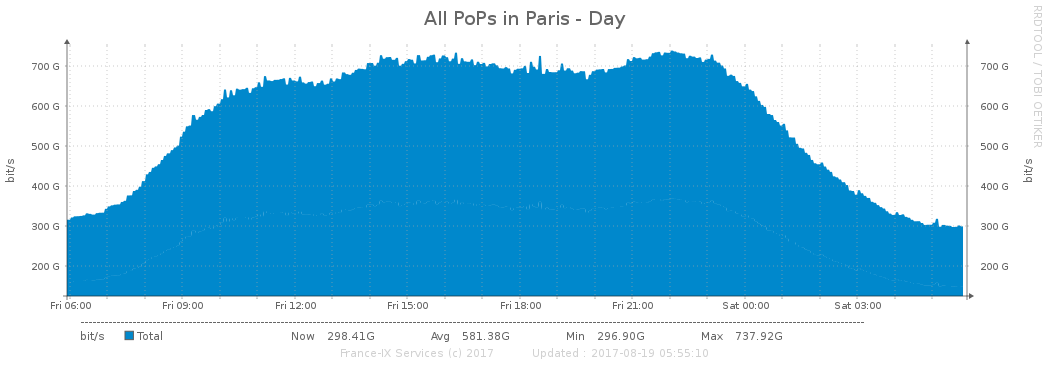 All PoPs in Paris - Day
RRDTOOL / TOBI OETIKER
bit/s
700 G
600 G
500 G
400 G
300 G
200 G
700 G
600 G
500 G
400 G
300 G
200 G
bit/s
Fri 06:00 Fri 09:00 Fri 12:00 Fri 15:00 Fri 18:00 Fri 21:00 Sat 00:00 Sat 03:00
bit/s Total Now 298.41G Avg 581.38G Min 296.90G Max 737.92G
France-IX Services (c) 2017 Updated : 2017-08-19 05:55:10